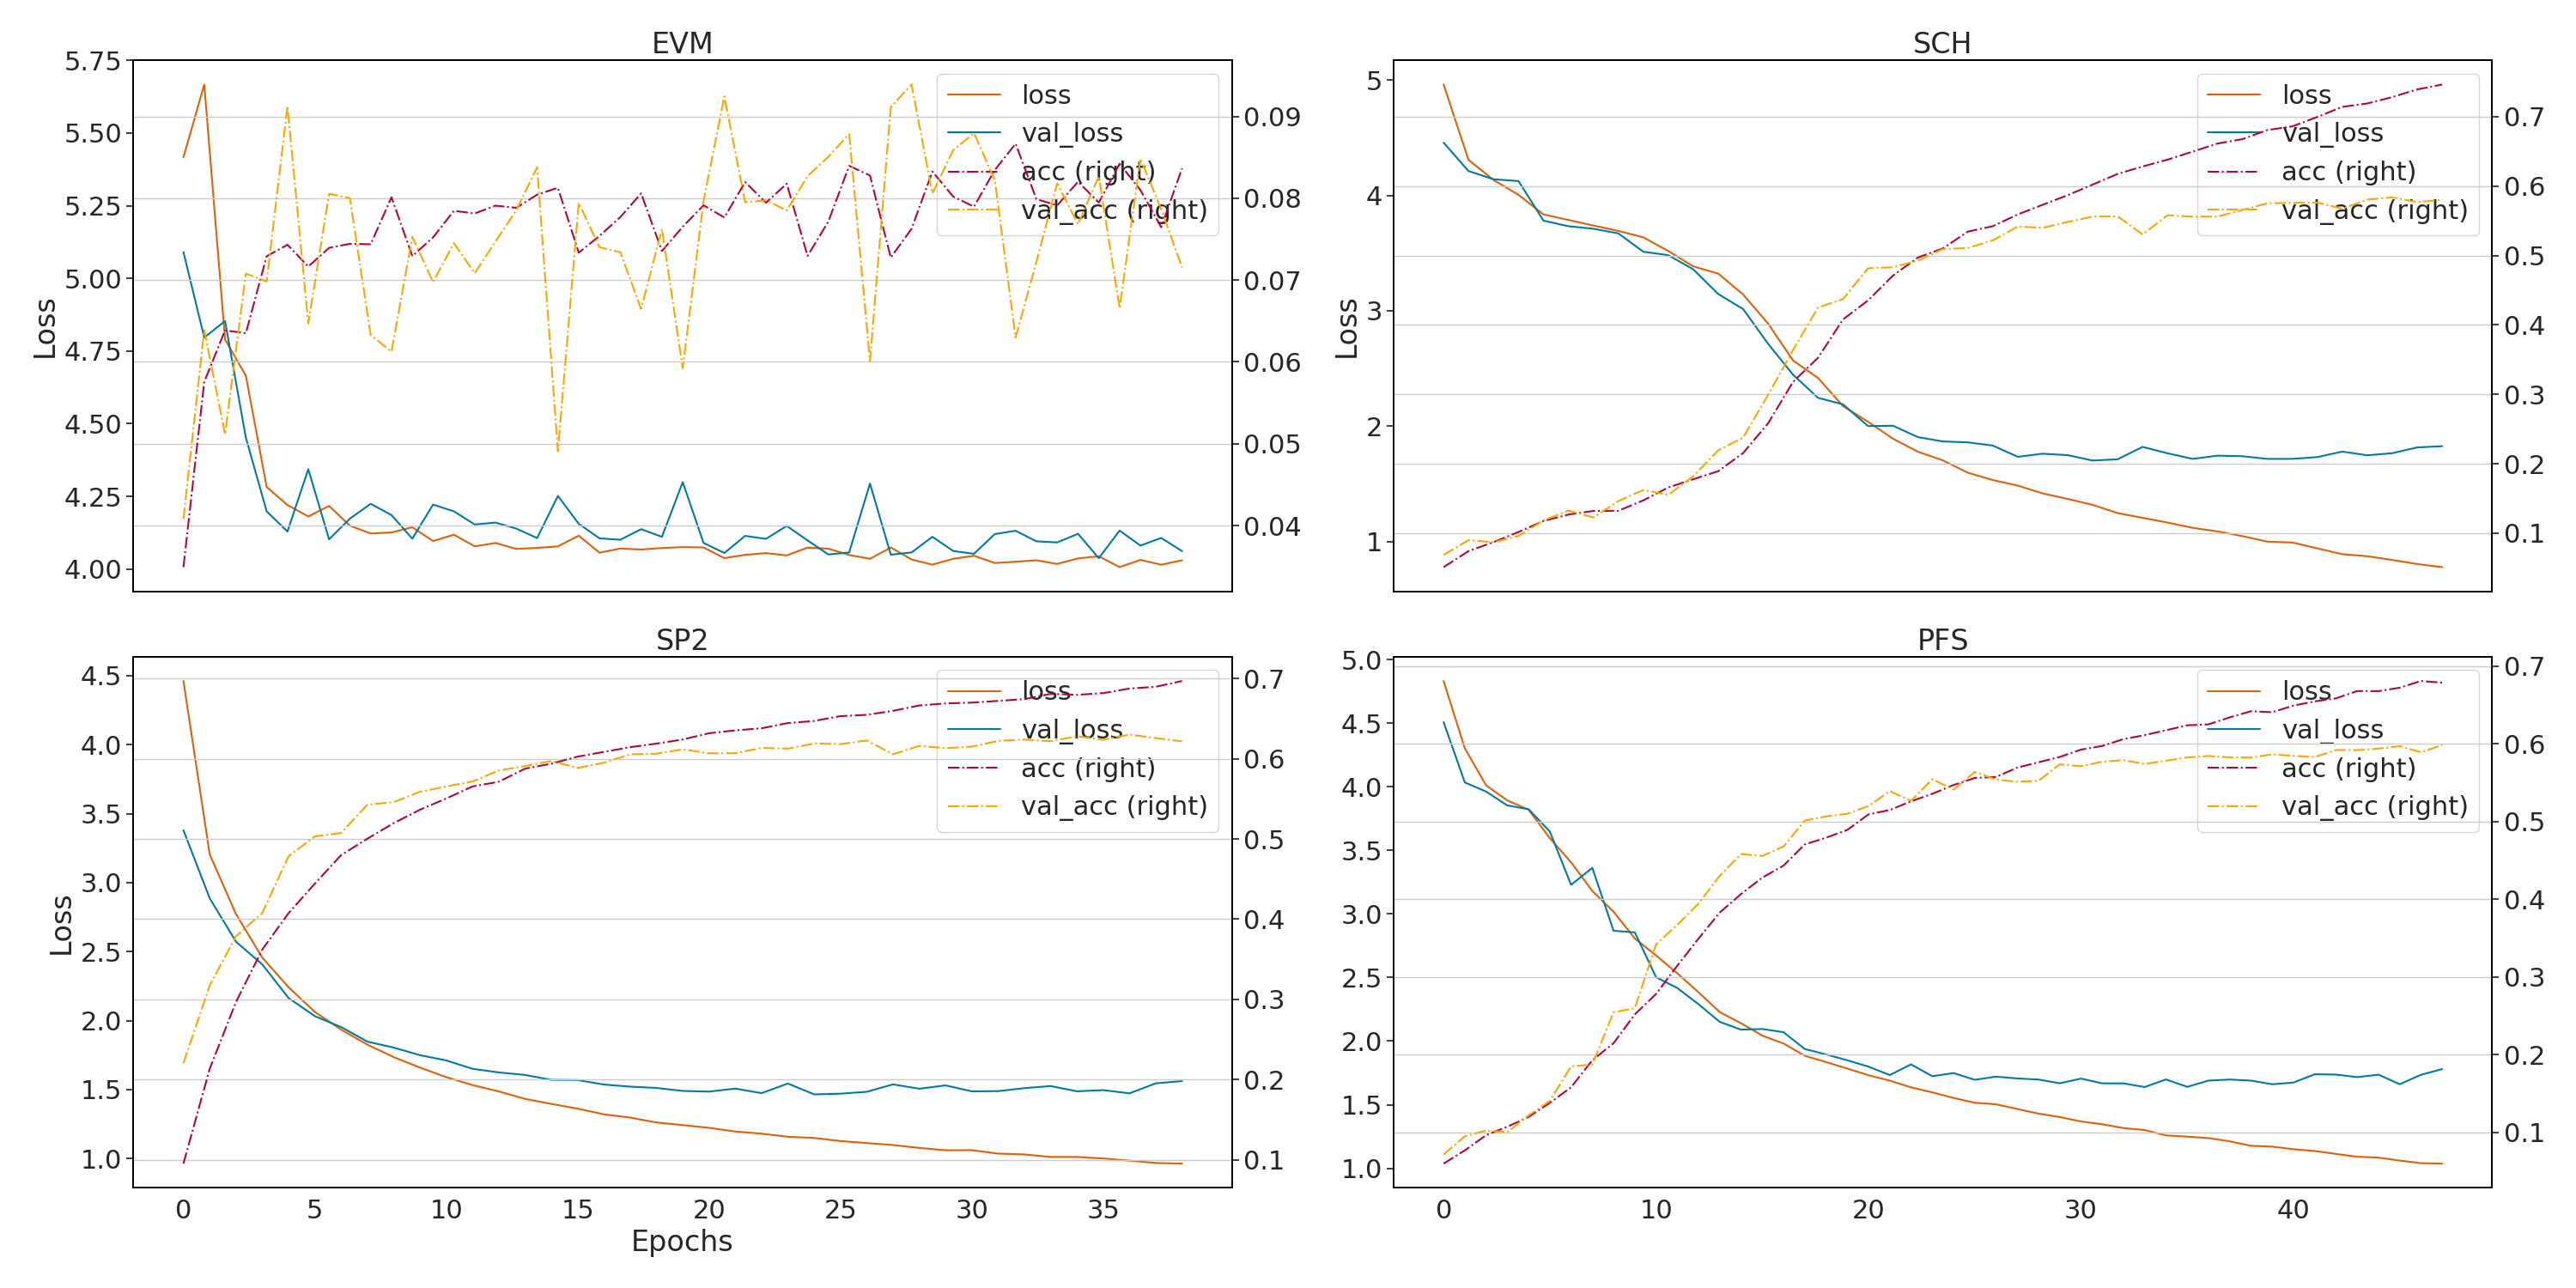 EVM
5.75
5.50
5.25
5.00
4.75
4.50
4.25
4.00
Loss
0.09
0.08
0.07
0.06
0.05
0.04
loss
val_loss
acc (right)
val_acc (right)
SCH
5
4
3
2
1
Loss
0.7
0.6
0.5
0.4
0.3
0.2
0.1
loss
val_loss
acc (right)
val_acc (right)
SP2
4.5
4.0
3.5
3.0
2.5
2.0
1.5
1.0
Loss
0.7
0.6
0.5
0.4
0.3
0.2
0.1
loss
val_loss
acc (right)
val_acc (right)
0 5 10 15 20 25 30 35
Epochs
PFS
5.0
4.5
4.0
3.5
3.0
2.5
2.0
1.5
1.0
0.7
0.6
0.5
0.4
0.3
0.2
0.1
loss
val_loss
acc (right)
val_acc (right)
0 10 20 30 40